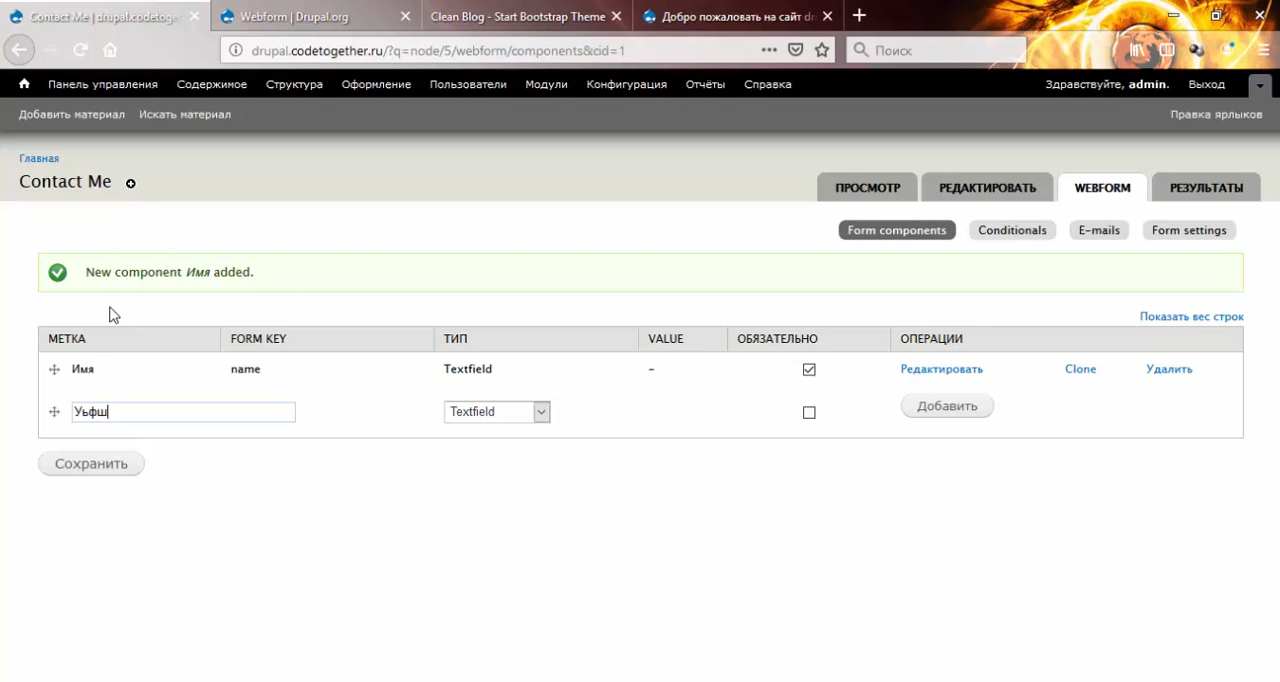 Contact Me | drupal.codetoge
Webform | Drupal.org
Clean Blog - Start Bootstrap Theme
Добро пожаловать на сайт dr
drupal.codetogether.ru/?q=node/5/webform/components&cid=1
Поиск
Панель управления Содержимое Структура Оформление Пользователи Модули Конфигурация Отчёты Справка Здравствуйте, admin. Выход
Добавить материал Искать материал Правка ярлыков
Главная
Contact Me
ПРОСМОТР РЕДАКТИРОВАТЬ WEBFORM РЕЗУЛЬТАТЫ
Form components Conditionals E-mails Form settings
New component Имя added.
Показать вес строк
МЕТКА FORM KEY ТИП VALUE ОБЯЗАТЕЛЬНО ОПЕРАЦИИ
Имя name Textfield - Редактировать Clone Удалить
Уьфш Textfield Добавить
Сохранить